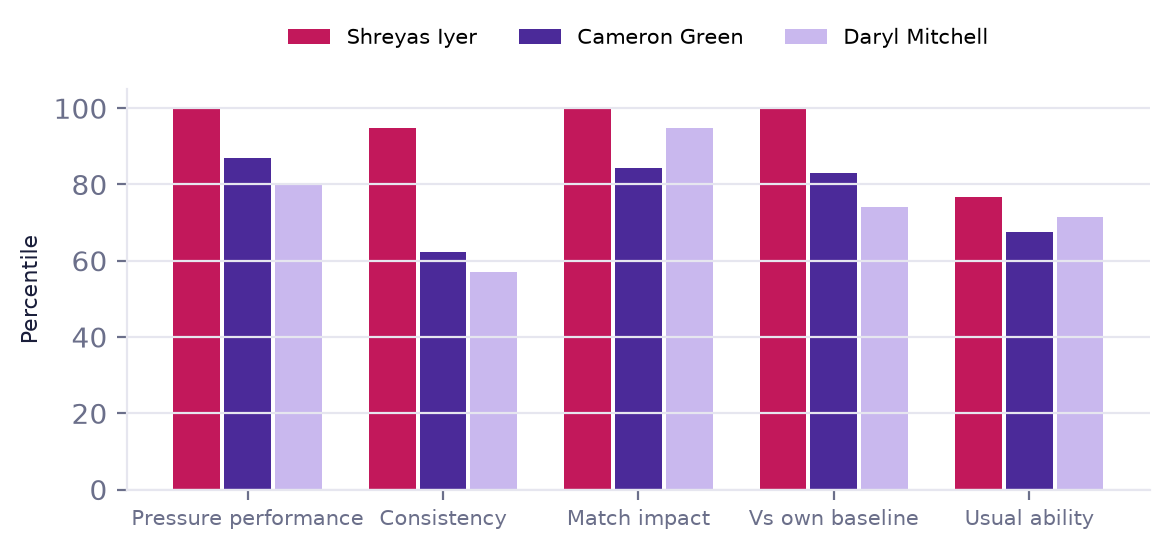 Shreyas Iyer Cameron Green Daryl Mitchell
Percentile
100
80
60
40
20
0
Pressure performance Consistency Match impact Vs own baseline Usual ability